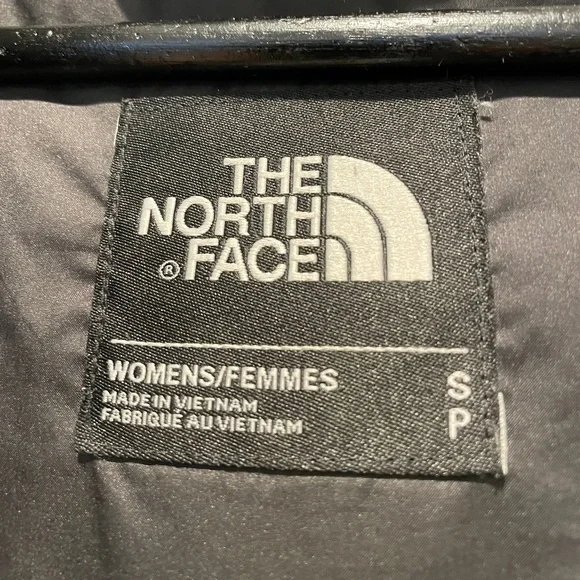 THE
NORTH
® FACE
WOMENS/FEMMES S
MADE IN VIETNAM
FABRIQUÉ AU VIETNAM P